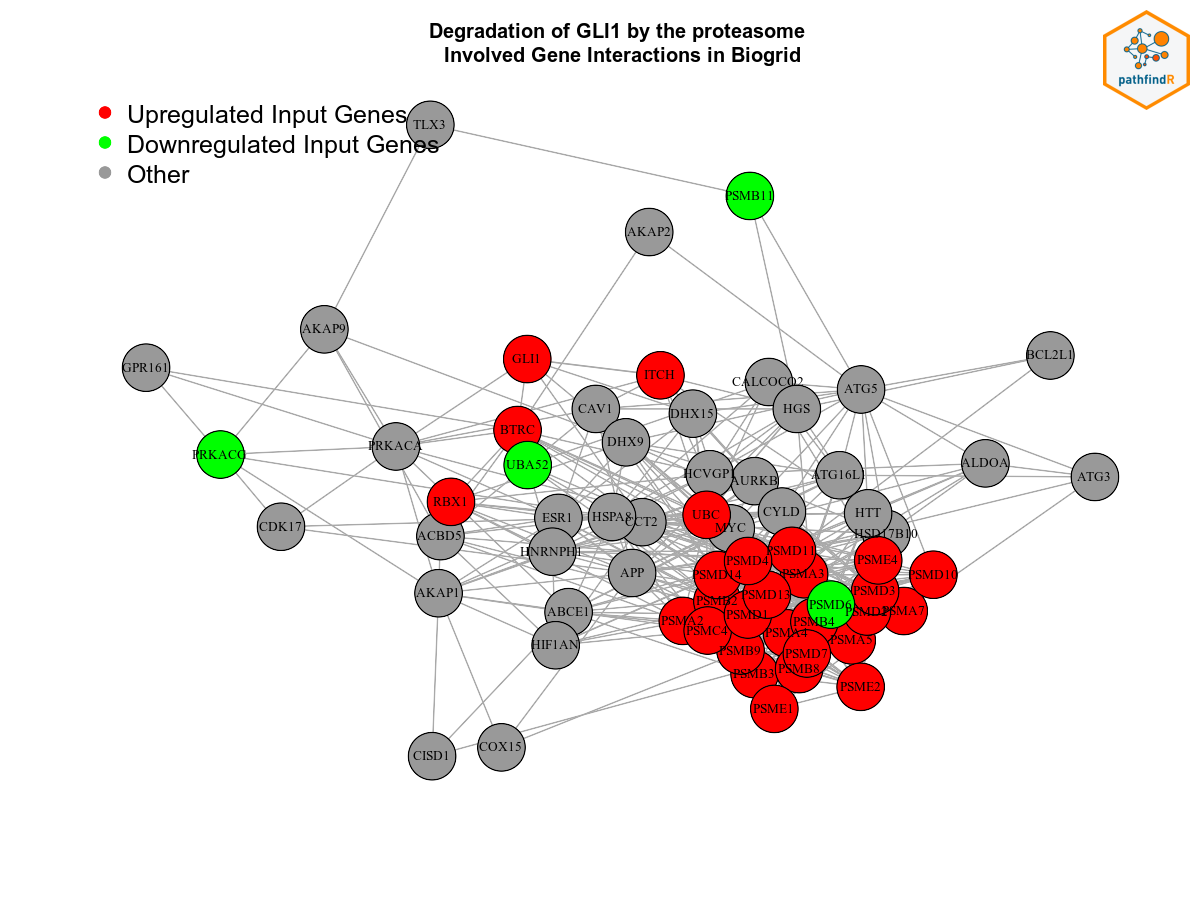 Degradation of GLI1 by the proteasome
Involved Gene Interactions in Biogrid
pathfindR
Upregulated Input Genes
Downregulated Input Genes
Other
TLX3
PSMB11
AKAP2
AKAP9
GPR161
GLI1
ITCH
CALCOCO2
ATG5
BCL2L1
CAV1
DHX15
HGS
BTRC
DHX9
PRKACA
PRKACG
UBA52
HCVGP1
AURKB
ATG16L1
ALDOA
ATG3
RBX1
ESR1
HSPA8
CCT2
UBC
MYC
CYLD
HTT
HSD17B10
CDK17
ACBD5
HNRNPH1
APP
PSMD14
PSMD4
PSMD11
PSMA3
PSME4
PSMD10
AKAP1
ABCE1
PSMB2
PSMD13
PSMD6
PSMD3
PSMA7
PSMA2
PSMC4
PSMD1
PSMA4
PSMB4
PSMA5
HIF1AN
PSMB9
PSMD7
PSMB3
PSMB8
PSME2
PSME1
CISD1
COX15